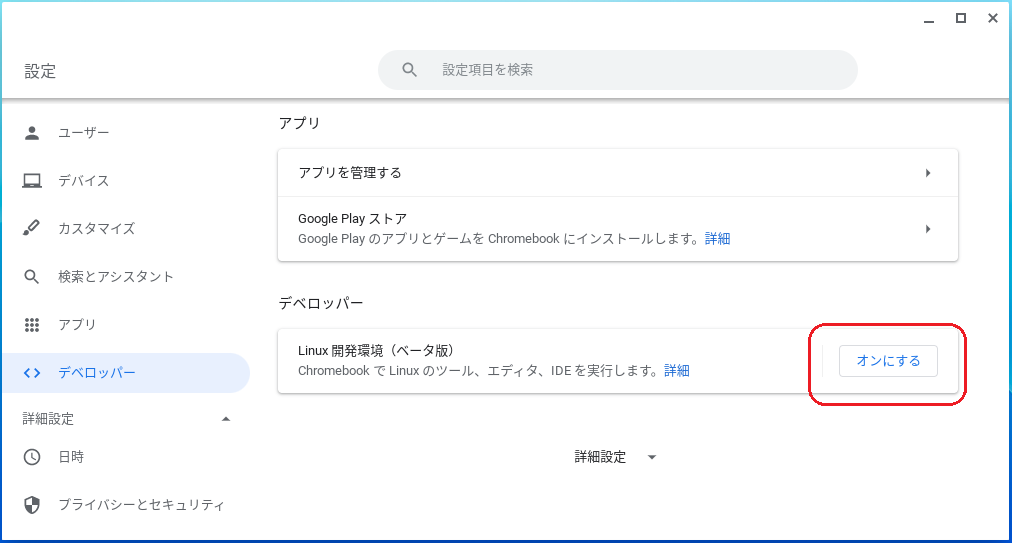 設定
設定項目を検索
ユーザー
デバイス
カスタマイズ
検索とアシスタント
アプリ
デベロッパー
詳細設定
日時
プライバシーとセキュリティ
アプリ
アプリを管理する
Google Play ストア
Google Play のアプリとゲームを Chromebook にインストールします。詳細
デベロッパー
Linux 開発環境（ベータ版）
Chromebook で Linux のツール、エディタ、IDE を実行します。詳細
オンにする
詳細設定